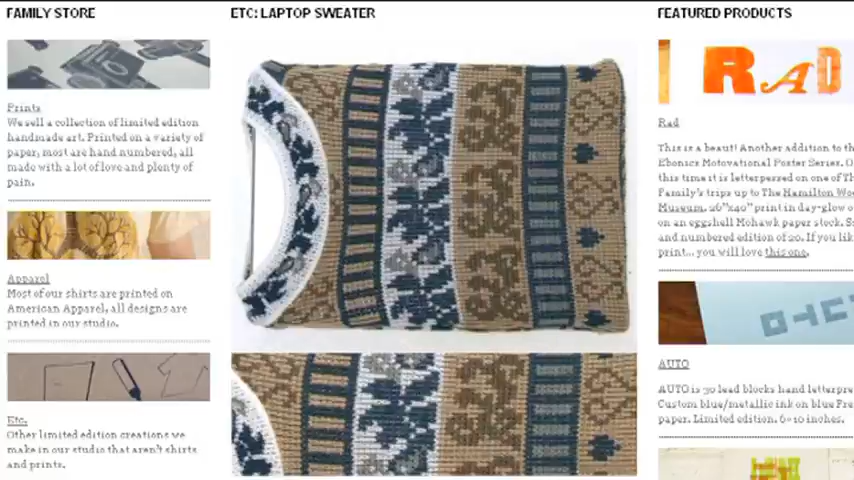 FAMILY STORE
Prints
We sell a collection of limited edition
handmade art. Printed on a variety of
paper, most are hand numbered, all
made with a lot of love and plenty of
pain.
Apparel
Most of our shirts are printed on
American Apparel, all designs are
printed in our studio.
Etc.
Other limited edition creations we
make in our studio that aren't shirts
and prints.
ETC: LAPTOP SWEATER
FEATURED PRODUCTS
RAD
Rad
This is a beaut! Another addition to th
Ebonics Motovational Poster Series. O
this time it is letterpressed on one of Th
Family's trips up to The Hamilton Woo
Museum. 26"x40" print in day-glow o
on an eggshell Mohawk paper stock. S
and numbered edition of 20. If you lik
print... you will love this one.
AUTO
AUTO is 30 lead blocks hand letterpre
Custom blue/metallic ink on blue Fre
paper. Limited edition. 6×10 inches.